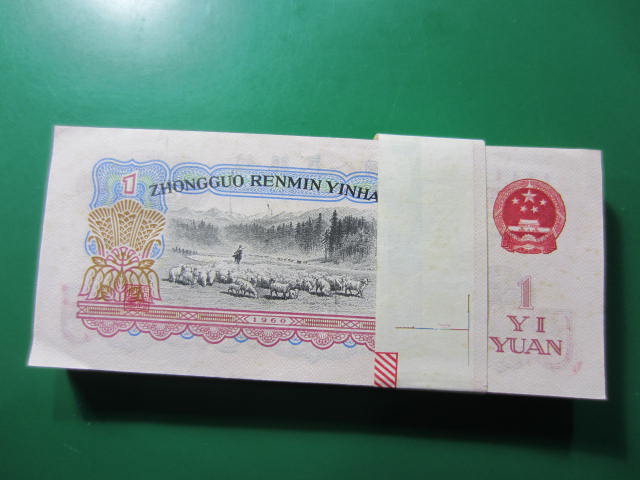 1
ZHONGGUO RENMIN YINHA
1960
1
YI
YUAN